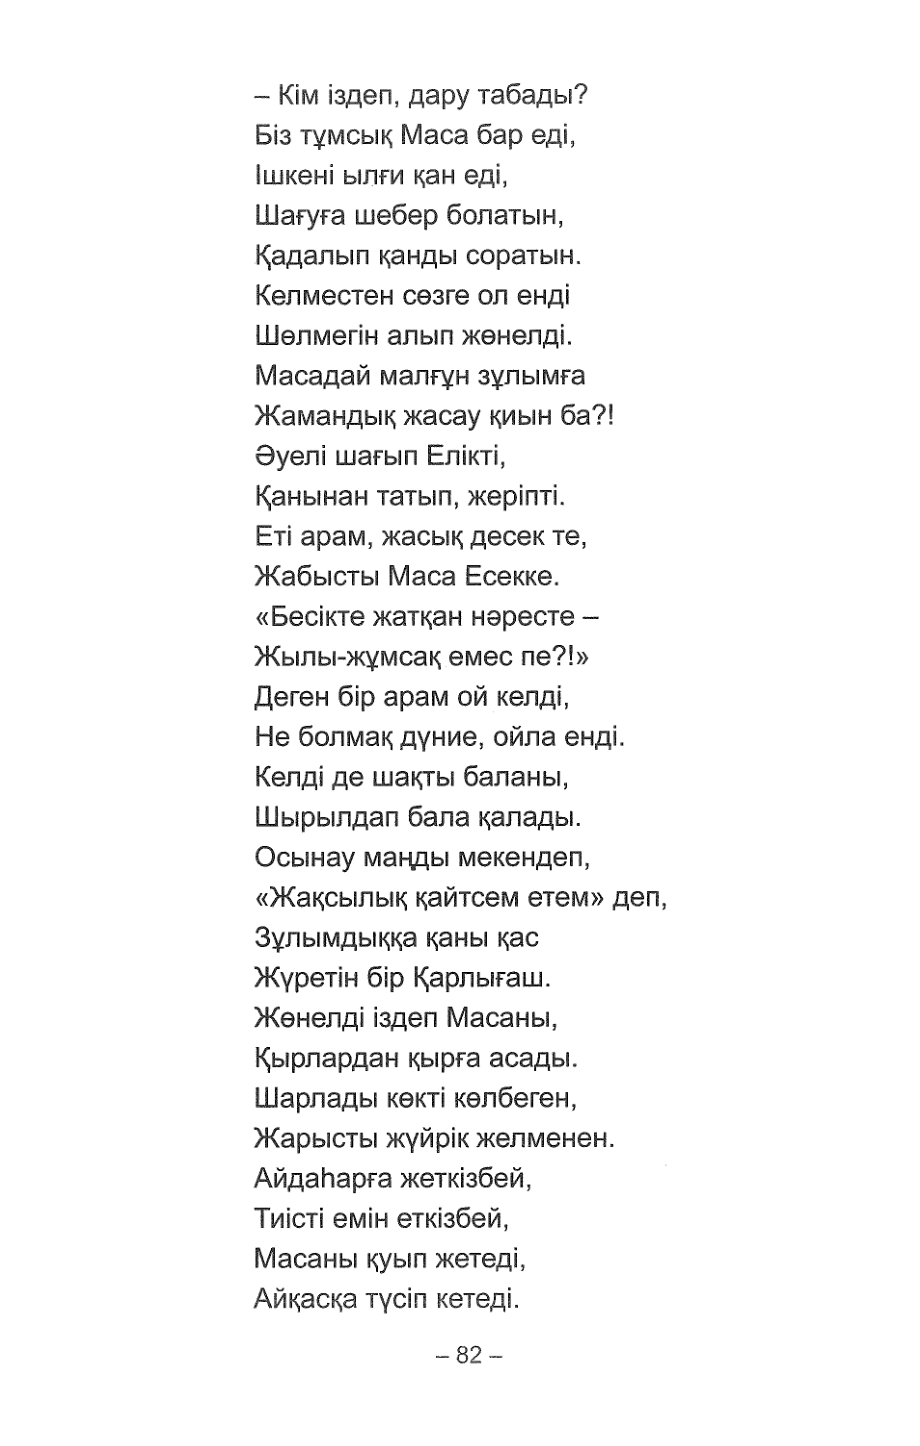 – Кім іздеп, дару табады?
Біз тұмсық Маса бар еді,
Ішкені ылғи қан еді,
Шағуға шебер болатын,
Қадалып қанды соратын.
Келместен сөзге ол енді
Шөлмегін алып жөнелді.
Масадай малғұн зұлымға
Жамандық жасау қиын ба?!
Әуелі шағып Елікті,
Қанынан татып, жеріпті.
Еті арам, жасық десек те,
Жабысты Маса Есекке.
«Бесікте жатқан нәресте –
Жылы-жұмсақ емес пе?!»
Деген бір арам ой келді,
Не болмақ дүние, ойла енді.
Келді де шақты баланы,
Шырылдап бала қалады.
Осынау маңды мекендеп,
«Жақсылық қайтсем етем» деп,
Зұлымдыққа қаны қас
Жүретін бір Қарлығаш.
Жөнелді іздеп Масаны,
Қырлардан қырға асады.
Шарлады көкті көлбеген,
Жарысты жүйрік желменен.
Айдаһарға жеткізбей,
Тиісті емін еткізбей,
Масаны қуып жетеді,
Айқасқа түсіп кетеді.
– 82 –